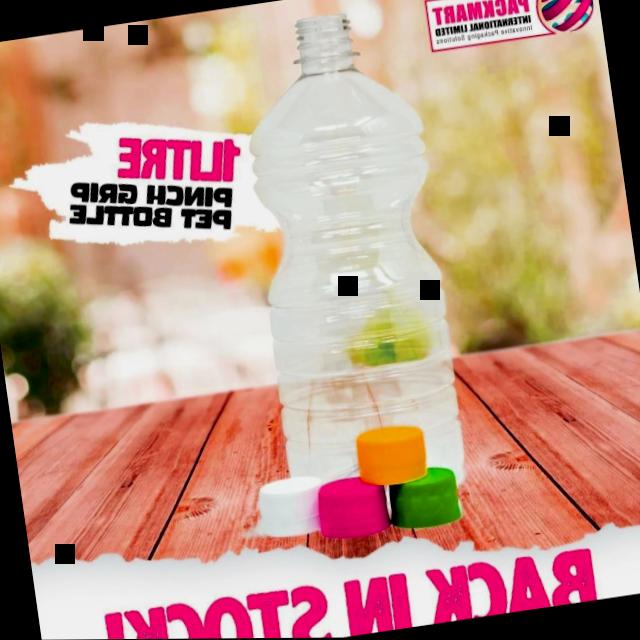 PACKMART
INTERNATIONAL LIMITED
Innovative Packaging Solutions
1LITRE
PINCH GRIP
PET BOTTLE
BACK IN STOCK!